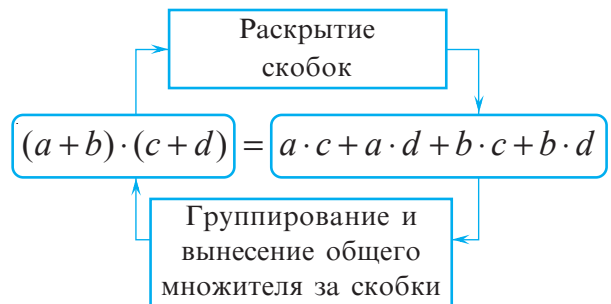 Раскрытие
скобок
(a+b)·(c+d) = a·c+a·d+b·c+b·d
Группирование и
вынесение общего
множителя за скобки